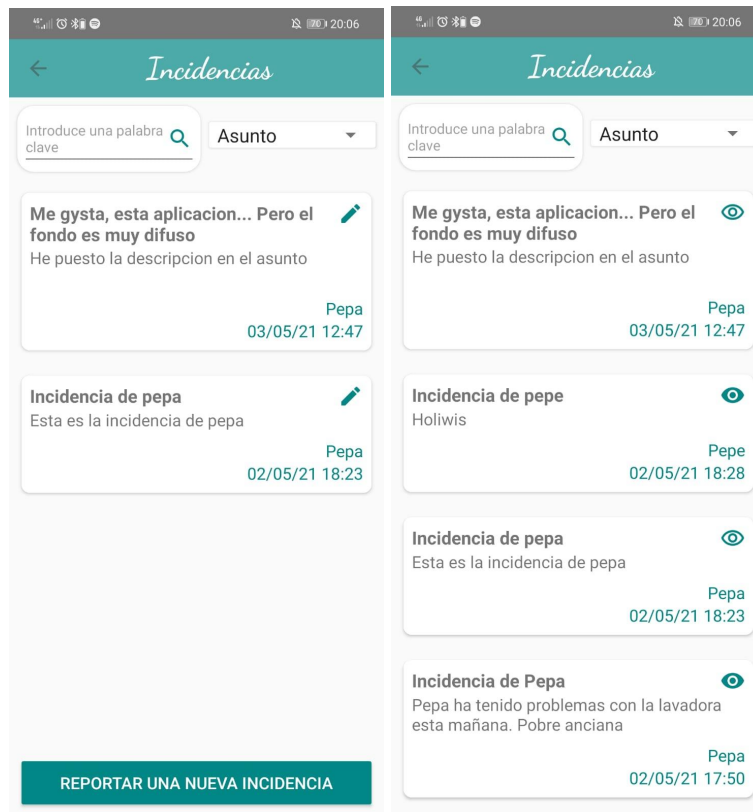 70 20:06
Incidencias
Introduce una palabra
clave
Asunto
Me gysta, esta aplicacion... Pero el
fondo es muy difuso
He puesto la descripcion en el asunto
Pepa
03/05/21 12:47
Incidencia de pepa
Esta es la incidencia de pepa
Pepa
02/05/21 18:23
REPORTAR UNA NUEVA INCIDENCIA
70 20:06
Incidencias
Introduce una palabra
clave
Asunto
Me gysta, esta aplicacion... Pero el
fondo es muy difuso
He puesto la descripcion en el asunto
Pepa
03/05/21 12:47
Incidencia de pepe
Holiwis
Pepe
02/05/21 18:28
Incidencia de pepa
Esta es la incidencia de pepa
Pepa
02/05/21 18:23
Incidencia de Pepa
Pepa ha tenido problemas con la lavadora
esta mañana. Pobre anciana
Pepa
02/05/21 17:50